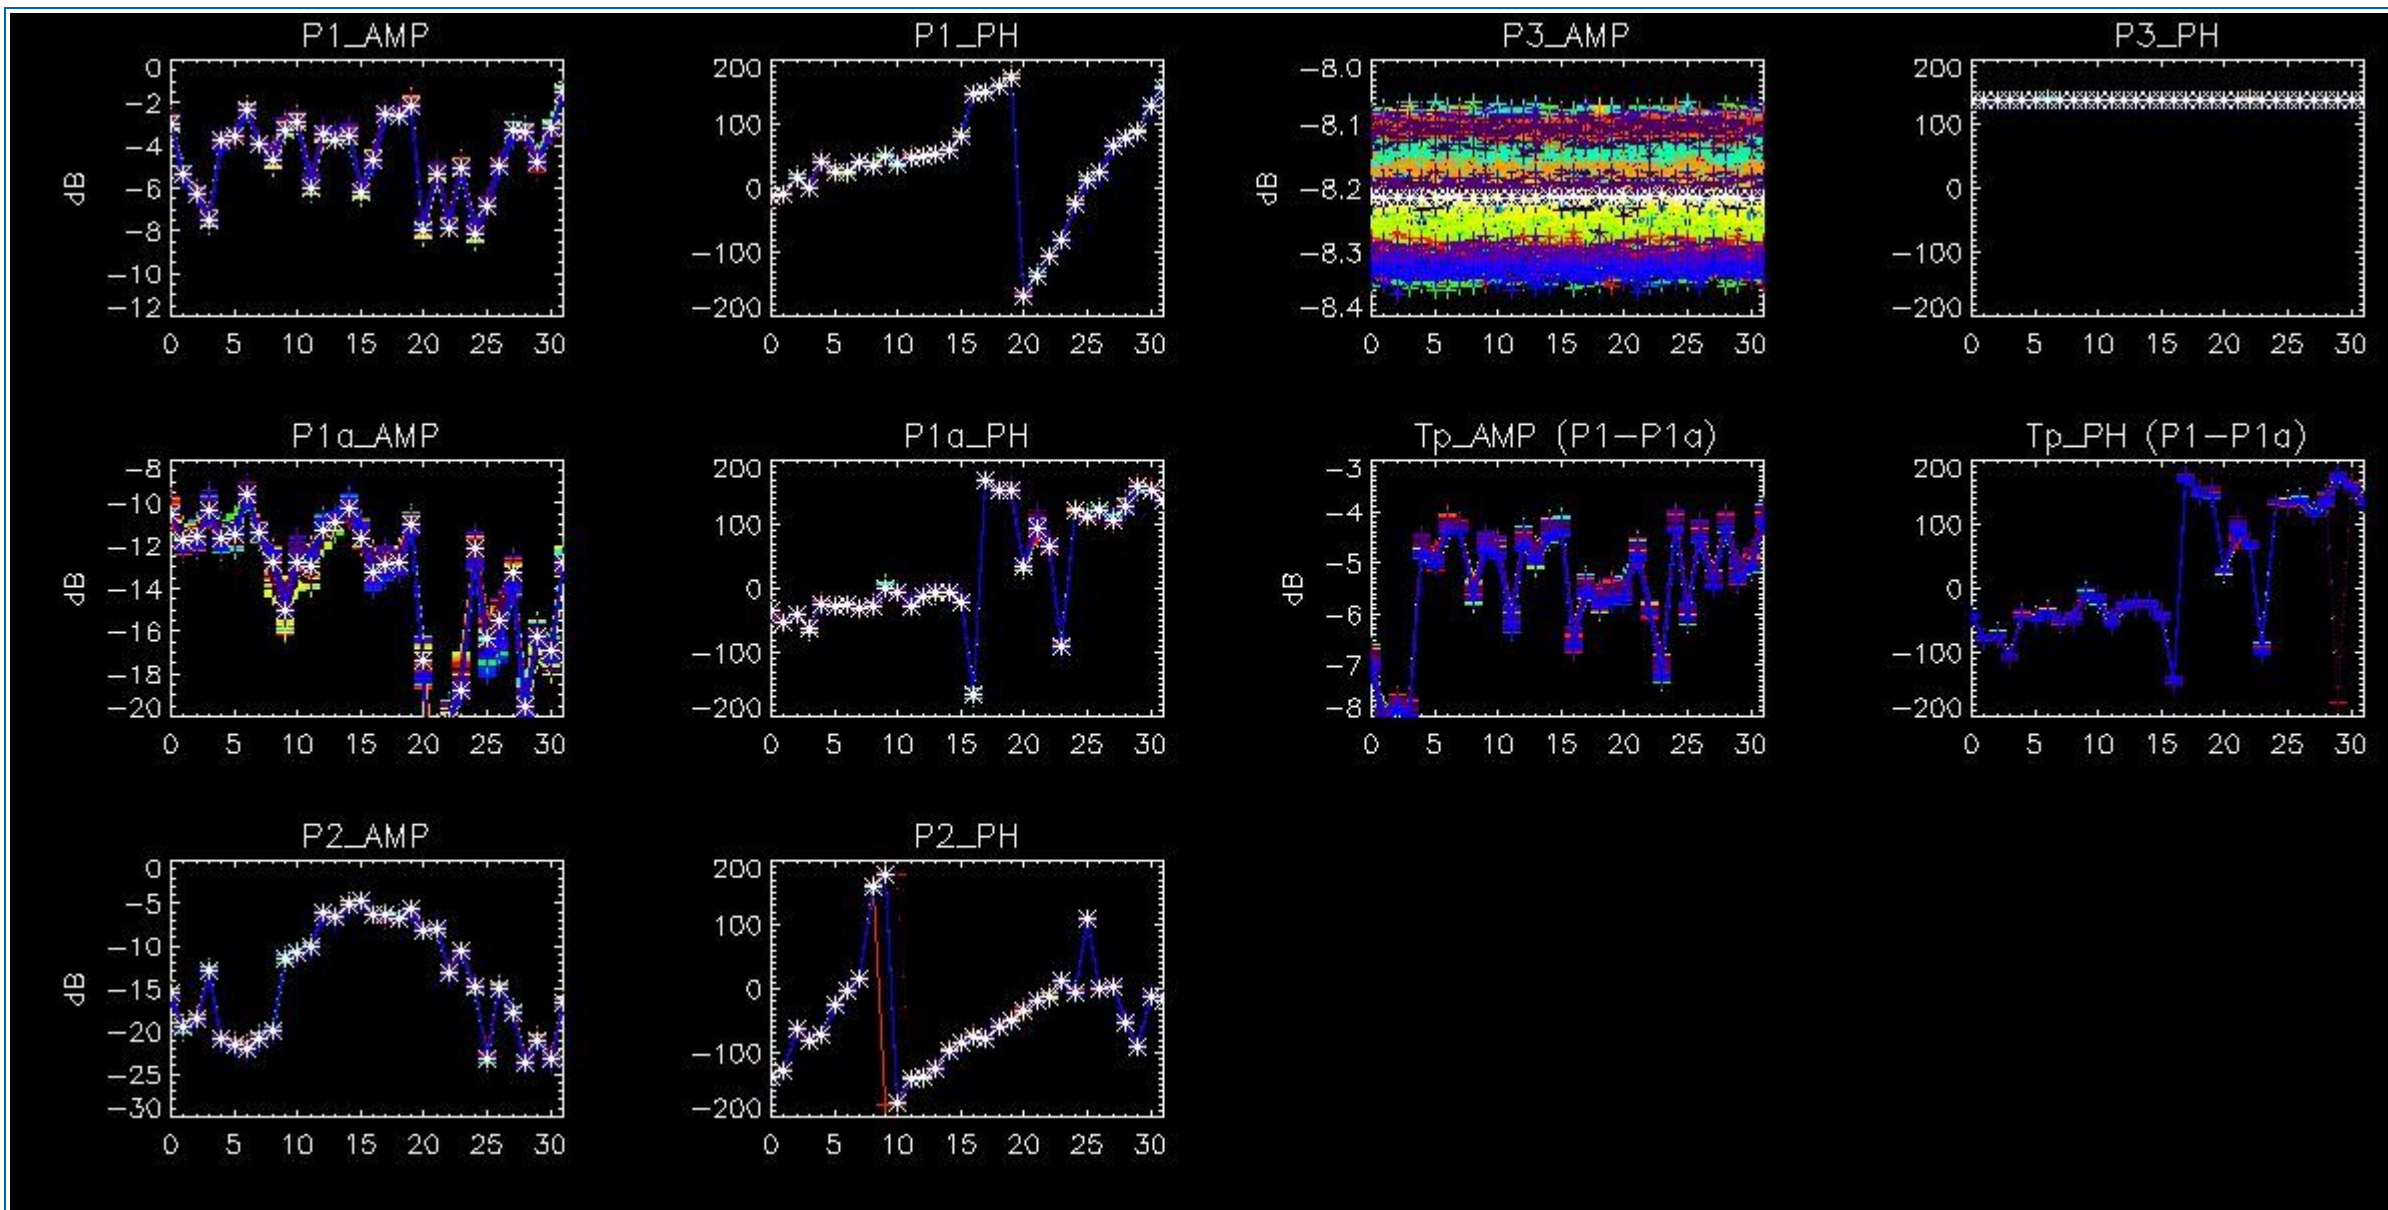 P1_AMP
0
−2
−4
−6
−8
−10
−12
dB
0 5 10 15 20 25 30
P1_PH
200
100
0
−100
−200
0 5 10 15 20 25 30
P3_AMP
−8.0
−8.1
−8.2
−8.3
−8.4
dB
0 5 10 15 20 25 30
P3_PH
200
100
0
−100
−200
0 5 10 15 20 25 30
P1a_AMP
−8
−10
−12
−14
−16
−18
−20
dB
0 5 10 15 20 25 30
P1a_PH
200
100
0
−100
−200
0 5 10 15 20 25 30
Tp_AMP (P1−P1a)
−3
−4
−5
−6
−7
−8
dB
0 5 10 15 20 25 30
Tp_PH (P1−P1a)
200
100
0
−100
−200
0 5 10 15 20 25 30
P2_AMP
0
−5
−10
−15
−20
−25
−30
dB
0 5 10 15 20 25 30
P2_PH
200
100
0
−100
−200
0 5 10 15 20 25 30